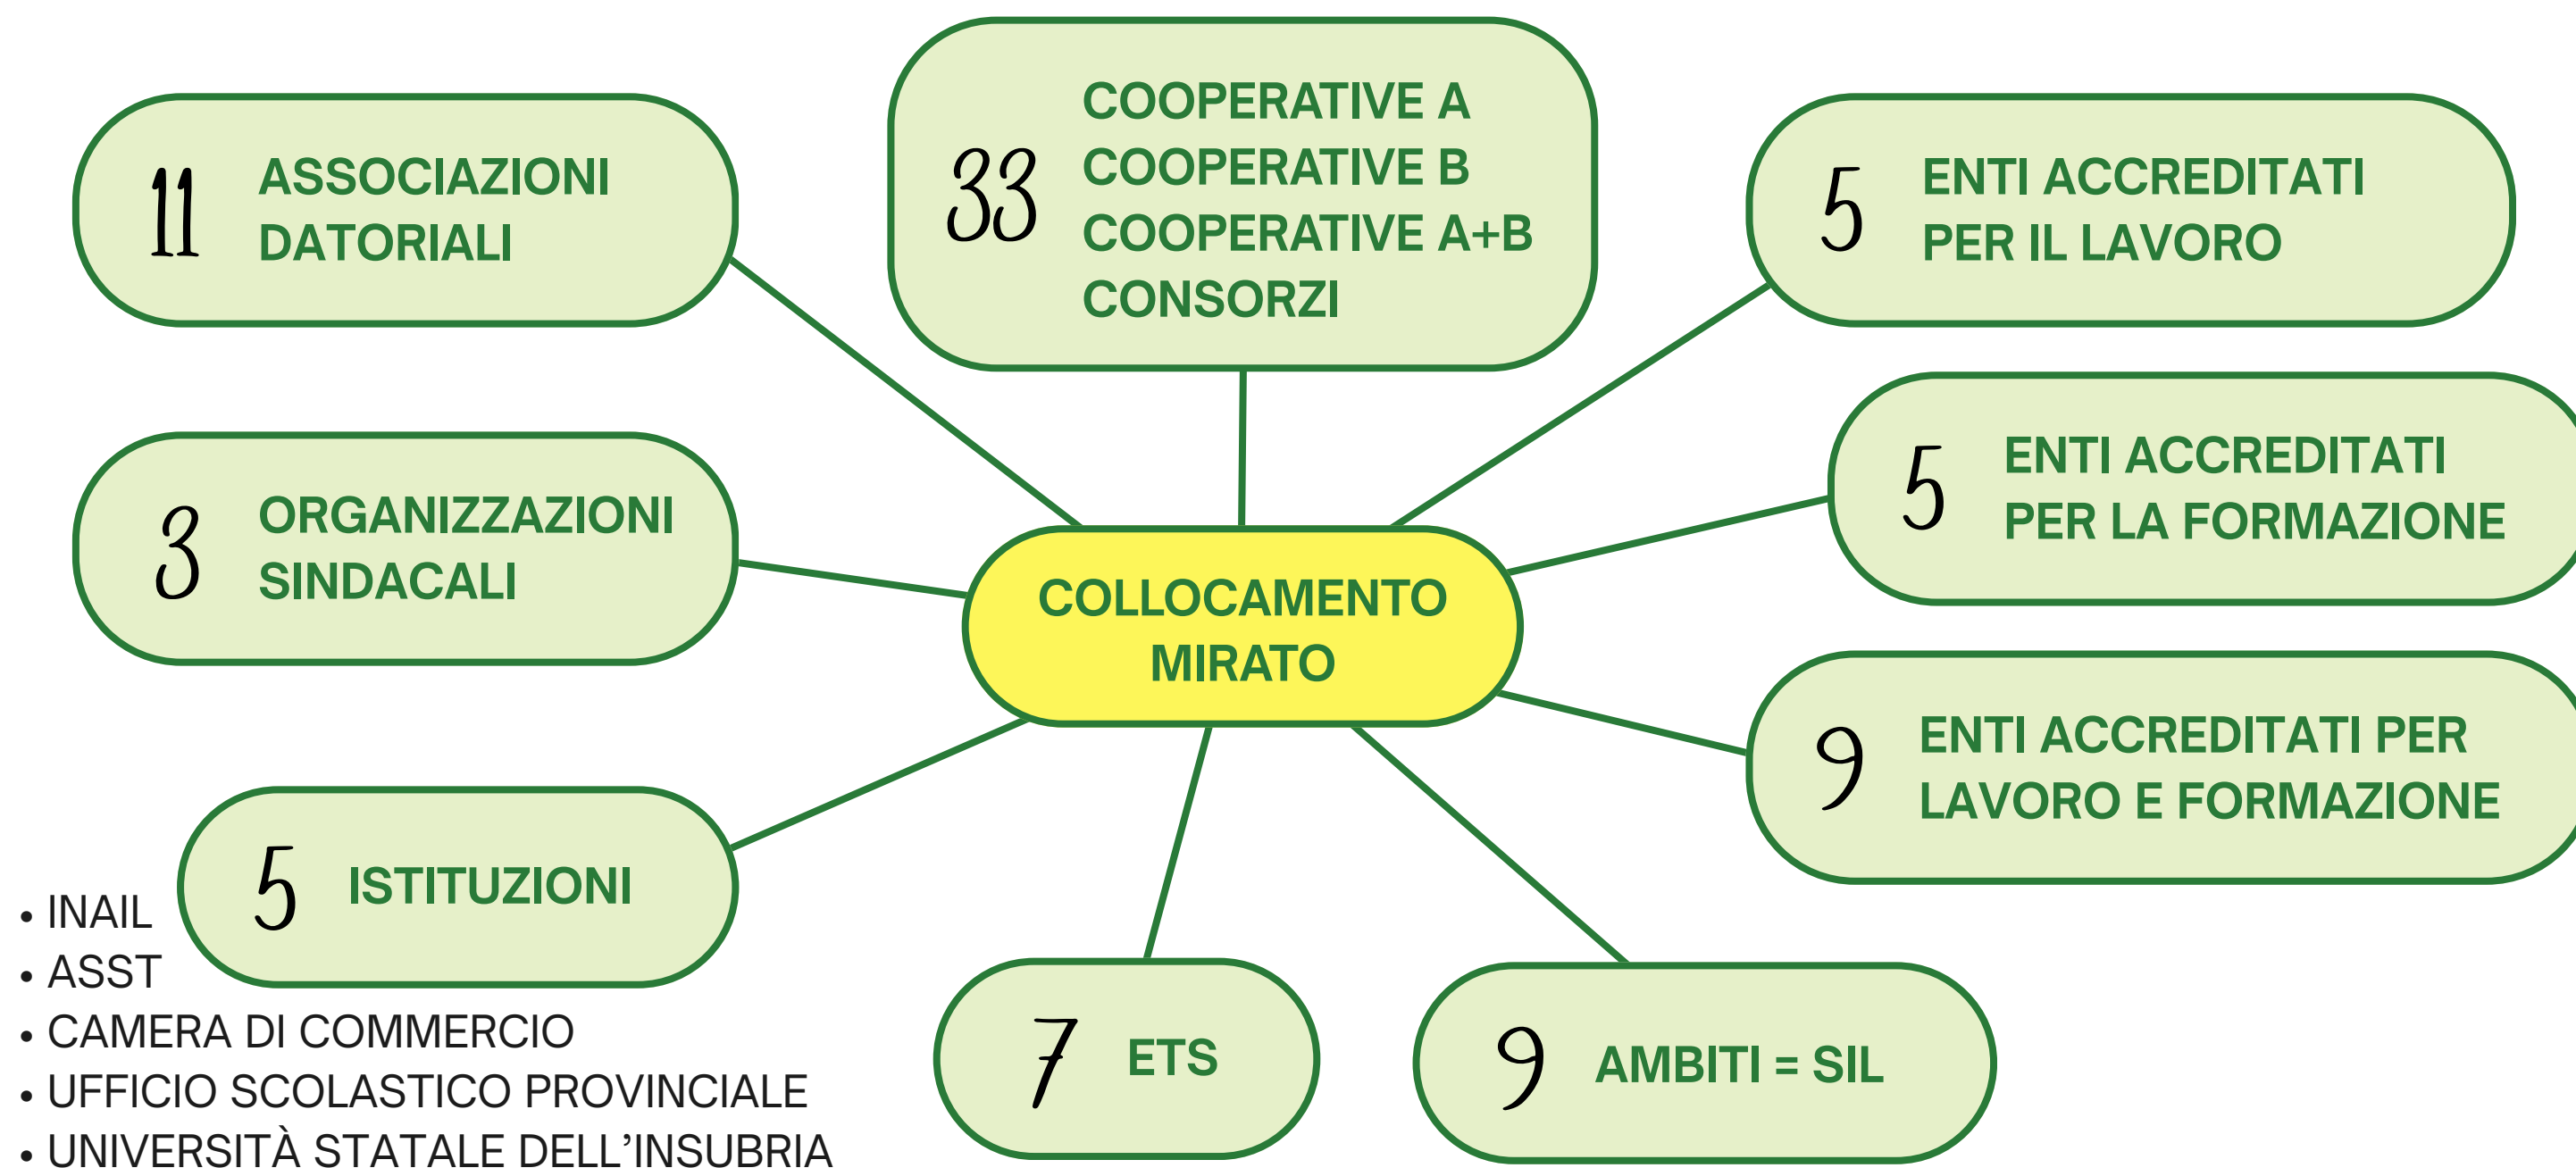 11
ASSOCIAZIONI
DATORIALI
33
COOPERATIVE A
COOPERATIVE B
COOPERATIVE A+B
CONSORZI
5
ENTI ACCREDITATI
PER IL LAVORO
3
ORGANIZZAZIONI
SINDACALI
5
ENTI ACCREDITATI
PER LA FORMAZIONE
COLLOCAMENTO
MIRATO
9
ENTI ACCREDITATI PER
LAVORO E FORMAZIONE
5
ISTITUZIONI
• INAIL
• ASST
• CAMERA DI COMMERCIO
• UFFICIO SCOLASTICO PROVINCIALE
• UNIVERSITÀ STATALE DELL’INSUBRIA
7
ETS
9
AMBITI = SIL